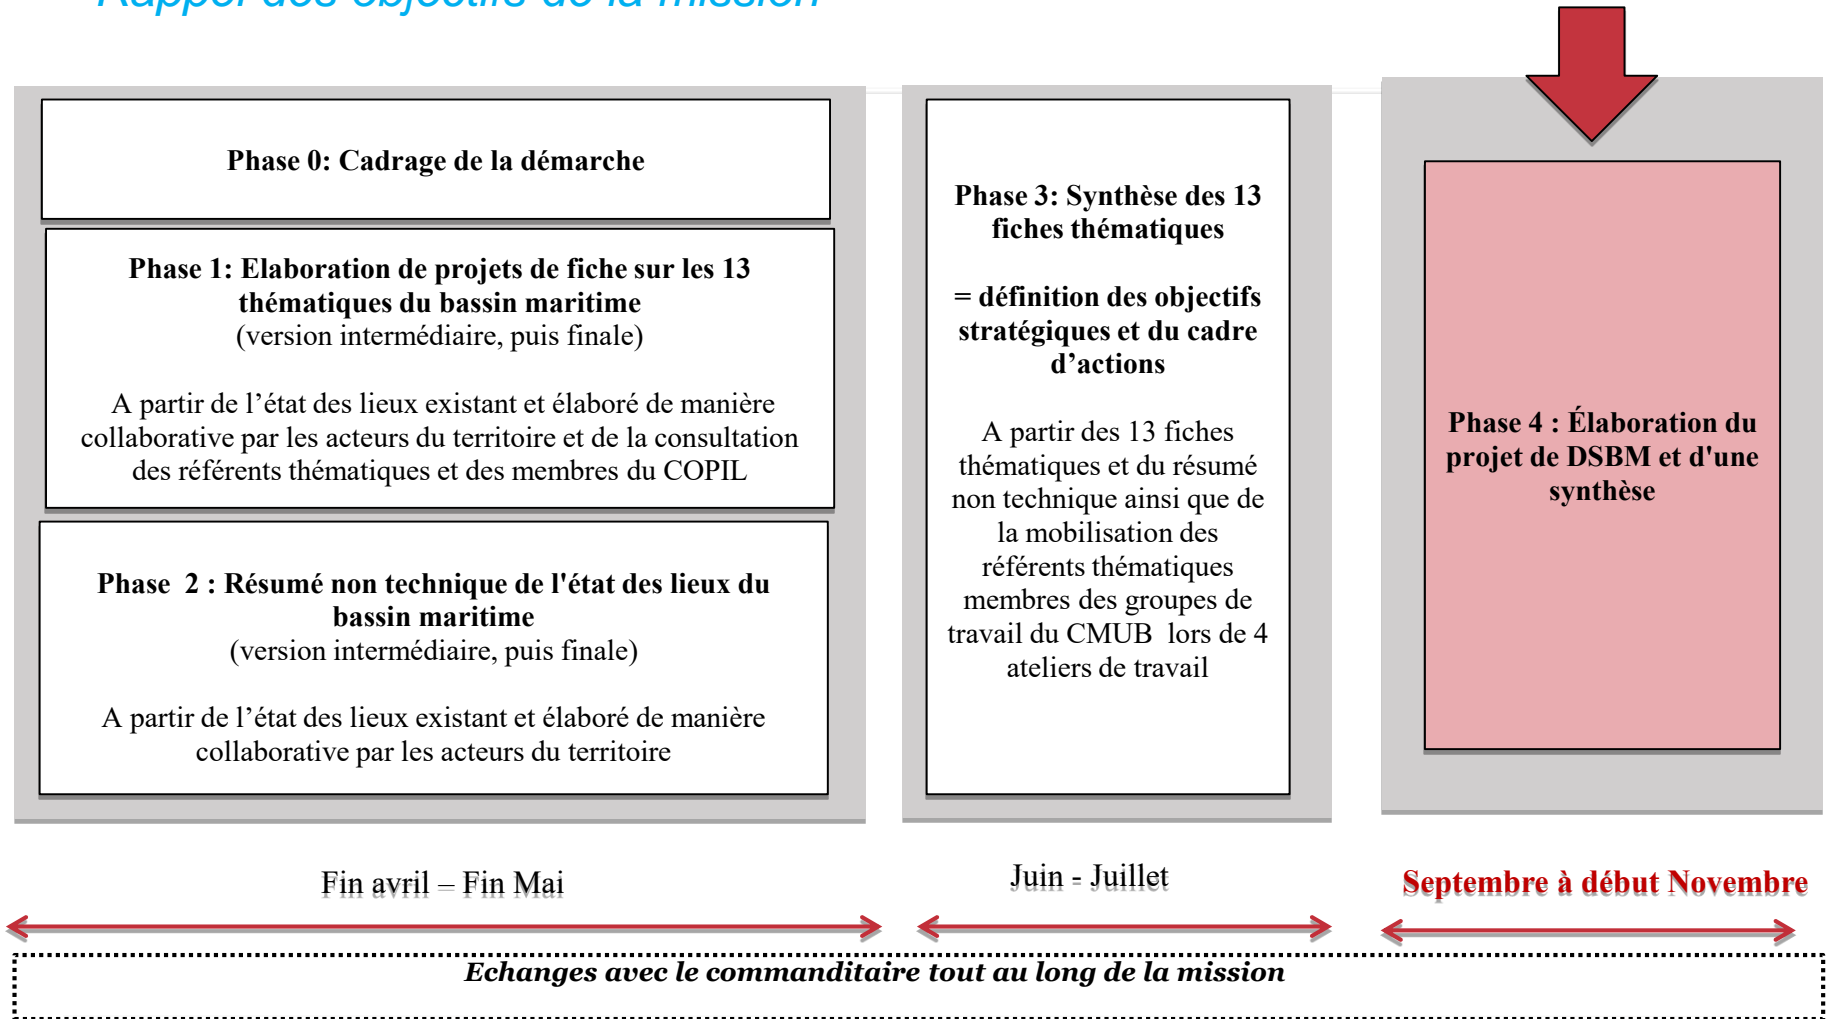 Rappel des objectifs de la mission
Phase 0: Cadrage de la démarche
Phase 1: Elaboration de projets de fiche sur les 13
thématiques du bassin maritime
(version intermédiaire, puis finale)
A partir de l’état des lieux existant et élaboré de manière
collaborative par les acteurs du territoire et de la consultation
des référents thématiques et des membres du COPIL
Phase  2 : Résumé non technique de l'état des lieux du
bassin maritime
(version intermédiaire, puis finale)
A partir de l’état des lieux existant et élaboré de manière
collaborative par les acteurs du territoire
Fin avril – Fin Mai
Phase 3: Synthèse des 13
fiches thématiques
= définition des objectifs
stratégiques et du cadre
d’actions
A partir des 13 fiches
thématiques et du résumé
non technique ainsi que de
la mobilisation des
référents thématiques
membres des groupes de
travail du CMUB  lors de 4
ateliers de travail
Juin - Juillet
Phase 4 : Élaboration du
projet de DSBM et d'une
synthèse
Septembre à début Novembre
Echanges avec le commanditaire tout au long de la mission